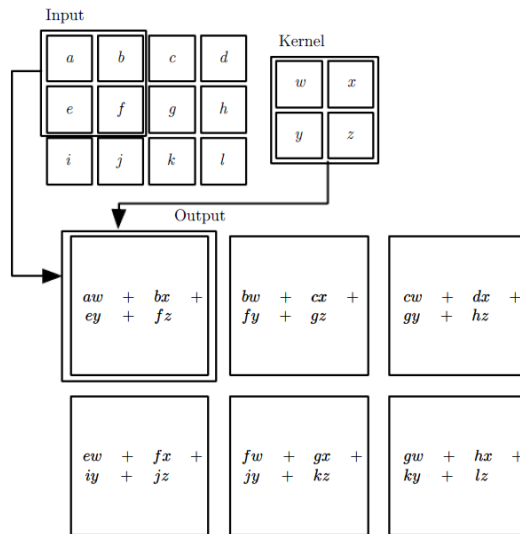 Input
a b c d
e f g h
i j k l
Kernel
w x
y z
Output
aw + bx +
ey + fz
bw + cx +
fy + gz
cw + dx +
gy + hz
ew + fx +
iy + jz
fw + gx +
jy + kz
gw + hx +
ky + lz